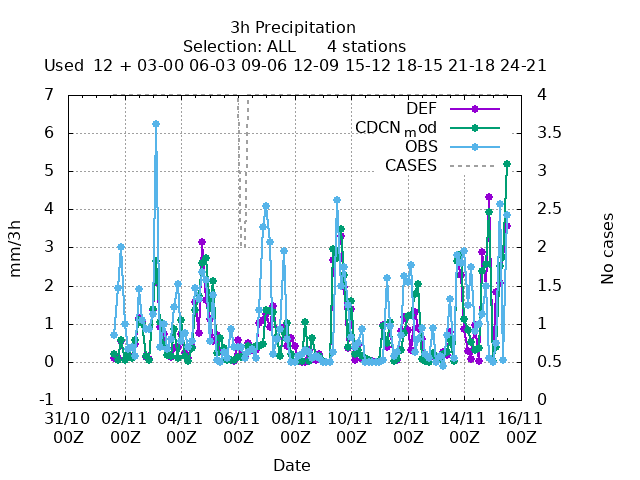 3h Precipitation
Selection: ALL      4 stations
Used  12 + 03-00 06-03 09-06 12-09 15-12 18-15 21-18 24-21
DEF
CDCN_mod
OBS
CASES
7
6
5
4
3
2
1
0
-1
mm/3h
4
3.5
3
2.5
2
1.5
1
0.5
0
No cases
31/10 02/11 04/11 06/11 08/11 10/11 12/11 14/11 16/11
00Z 00Z 00Z 00Z 00Z 00Z 00Z 00Z 00Z
Date